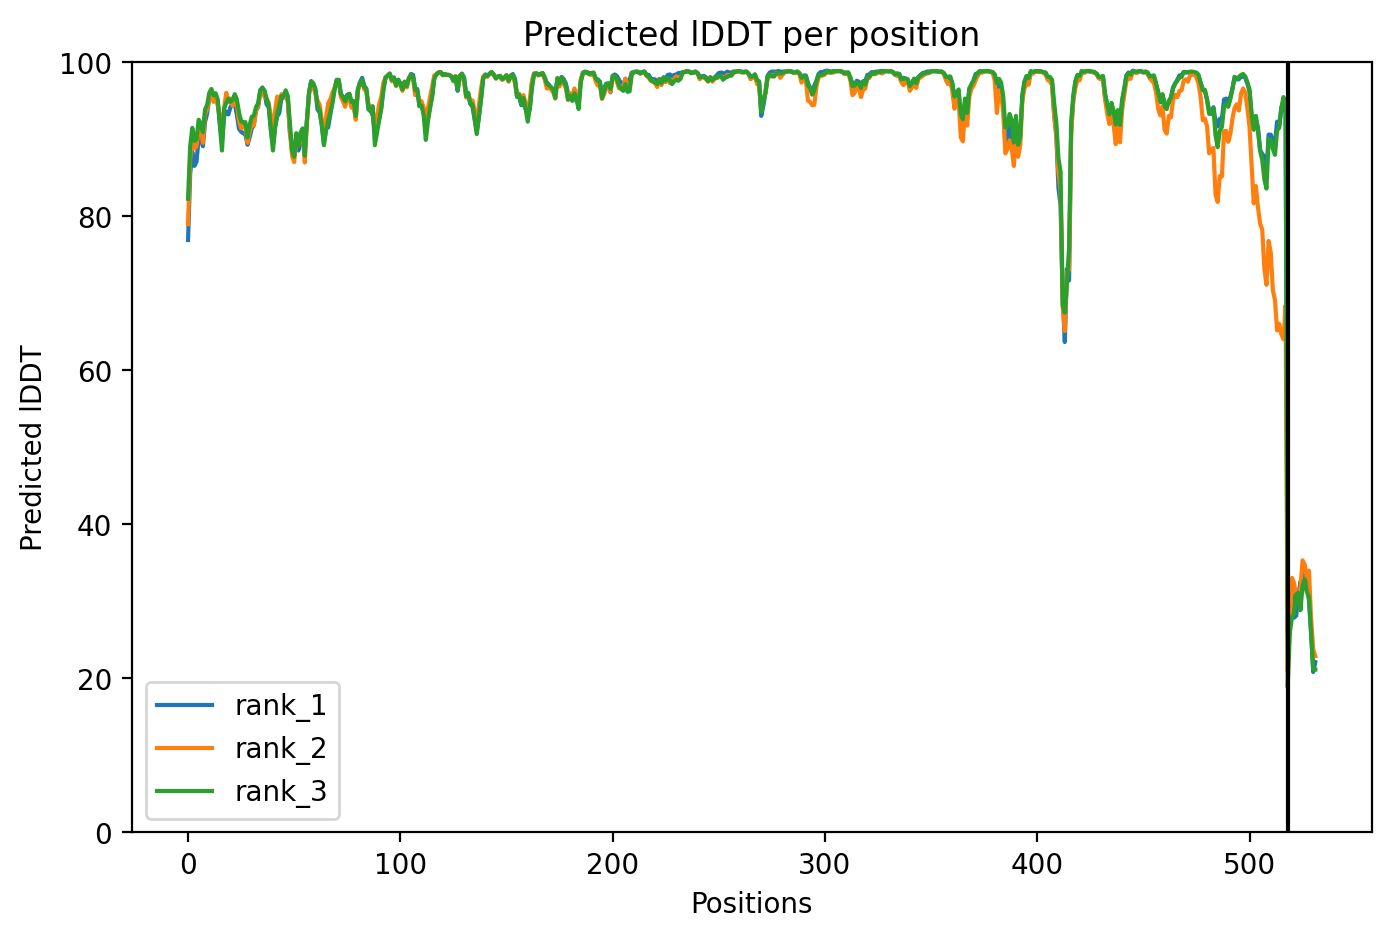 Predicted lDDT per position
Predicted lDDT
100
80
60
40
20
0
rank_1
rank_2
rank_3
0 100 200 300 400 500
Positions